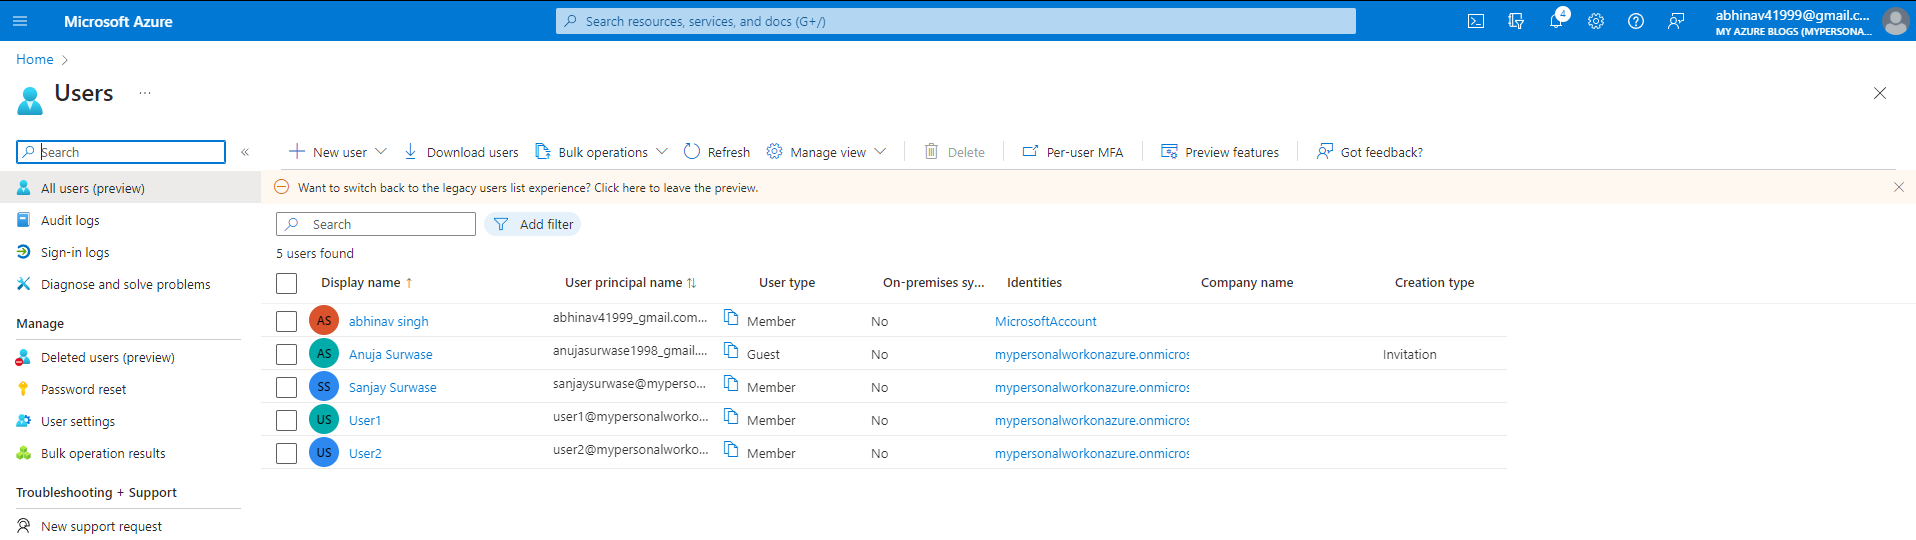 Microsoft Azure
Search resources, services, and docs (G+/)
4
abhinav41999@gmail.c...
MY AZURE BLOGS (MYPERSONA...
Home
Users
...
Search
«
New user
Download users
Bulk operations
Refresh
Manage view
Delete
Per-user MFA
Preview features
Got feedback?
All users (preview)
Audit logs
Sign-in logs
Diagnose and solve problems
Manage
Deleted users (preview)
Password reset
User settings
Bulk operation results
Troubleshooting + Support
New support request
Want to switch back to the legacy users list experience? Click here to leave the preview.
Search
Add filter
5 users found
Display name ↑ User principal name ↑↓ User type On-premises sy... Identities Company name Creation type
AS abhinav singh abhinav41999_gmail.com... Member No MicrosoftAccount
AS Anuja Surwase anujasurwase1998_gmail.... Guest No mypersonalworkonazure.onmicros Invitation
SS Sanjay Surwase sanjaysurwase@myperso... Member No mypersonalworkonazure.onmicros
US User1 user1@mypersonalworko... Member No mypersonalworkonazure.onmicros
US User2 user2@mypersonalworko... Member No mypersonalworkonazure.onmicros